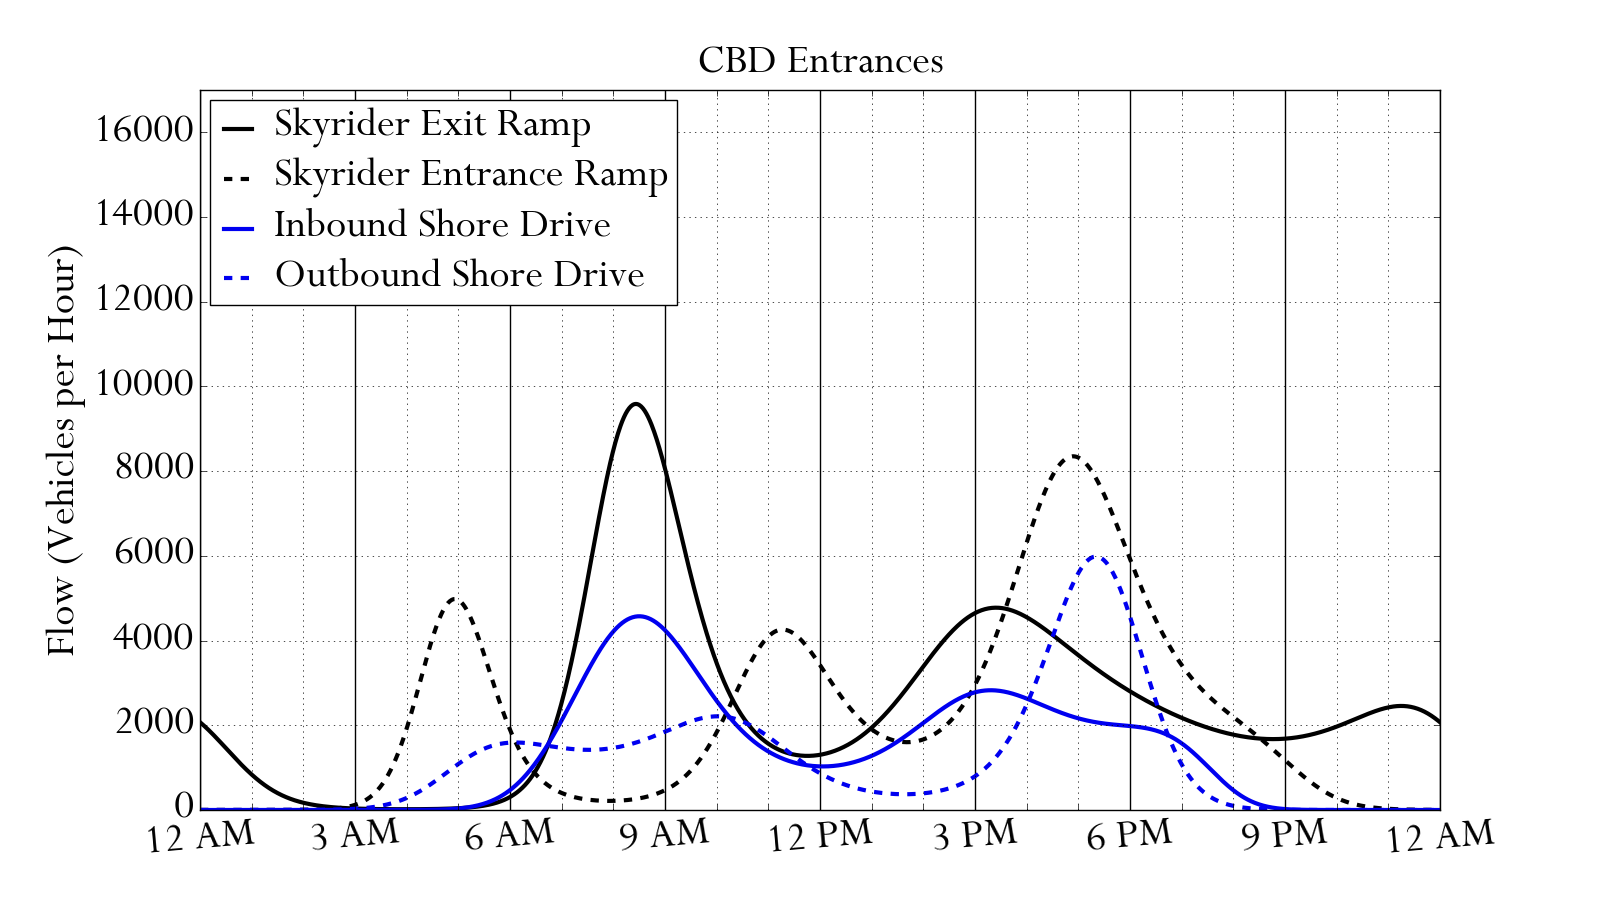 CBD Entrances
Skyrider Exit Ramp
Skyrider Entrance Ramp
Inbound Shore Drive
Outbound Shore Drive
Flow (Vehicles per Hour)
16000
14000
12000
10000
8000
6000
4000
2000
0
12 AM 3 AM 6 AM 9 AM 12 PM 3 PM 6 PM 9 PM 12 AM